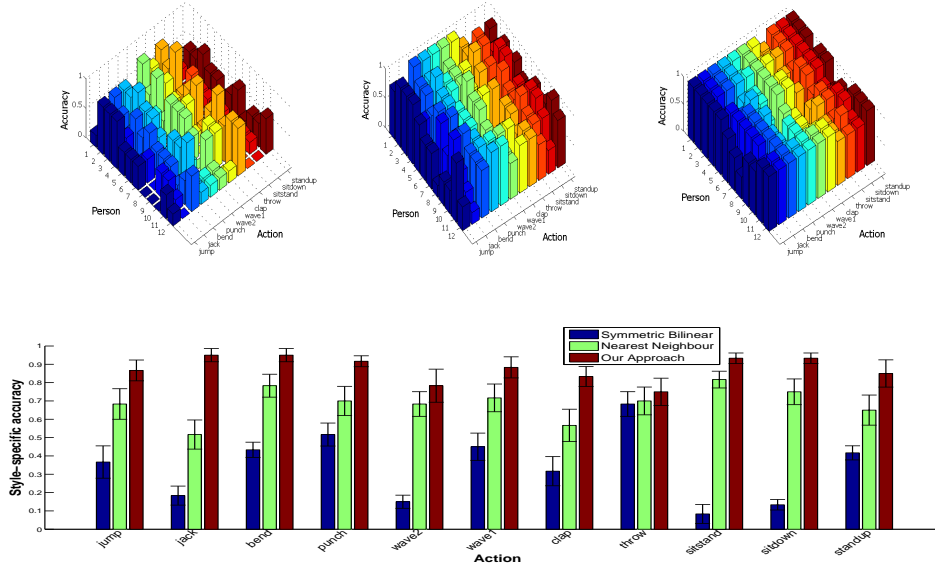 1
0.5
0
Accuracy
1
2
3
4
5
6
7
8
9
10
11
12
Person
jump
jack
bend
punch
wave2
wave1
clap
throw
sitstand
sitdown
standup
Action
1
0.5
0
Accuracy
1
2
3
4
5
6
7
8
9
10
11
12
Person
jump
jack
bend
punch
wave2
wave1
clap
throw
sitstand
sitdown
standup
Action
1
0.5
0
Accuracy
1
2
3
4
5
6
7
8
9
10
11
12
Person
jump
jack
bend
punch
wave2
wave1
clap
throw
sitstand
sitdown
standup
Action
Symmetric Bilinear
Nearest Neighbour
Our Approach
1
0.9
0.8
0.7
0.6
0.5
0.4
0.3
0.2
0.1
0
Style-specific accuracy
jump
jack
bend
punch
wave2
wave1
clap
throw
sitstand
sitdown
standup
Action